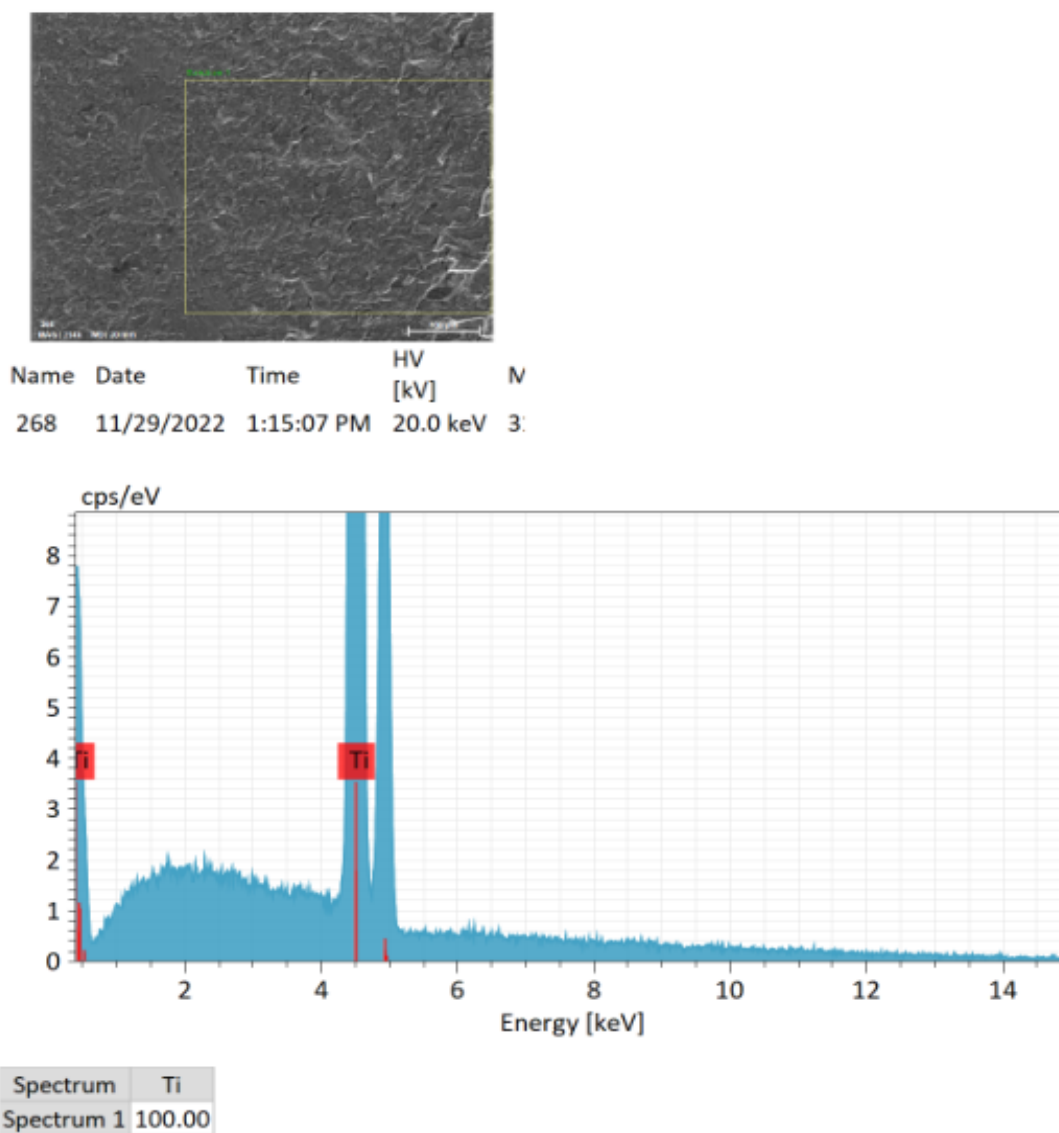 268
Name Date Time HV [kV] M
268 11/29/2022 1:15:07 PM 20.0 keV 3
cps/eV
8
7
6
5
4
3
2
1
0
Ti Ti
2 4 6 8 10 12 14
Energy [keV]
Spectrum Ti
Spectrum 1 100.00